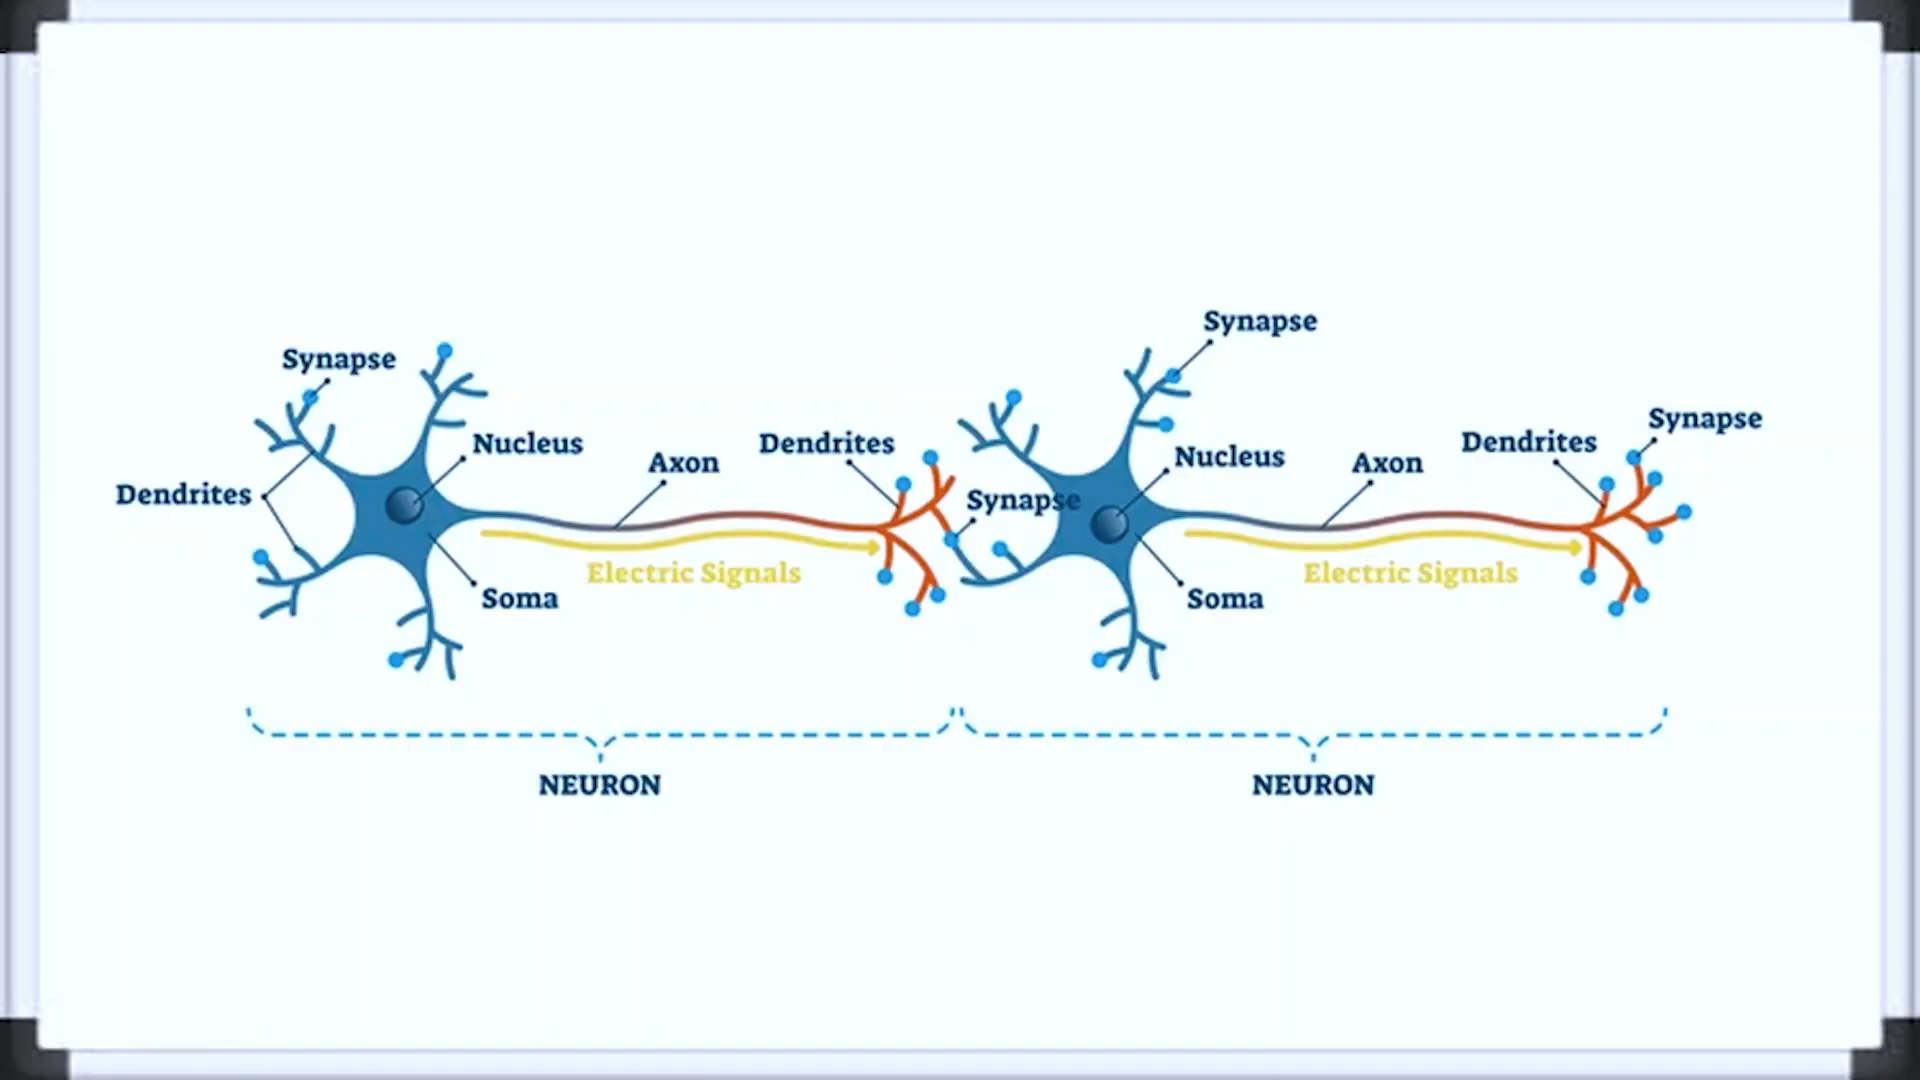 Synapse
Synapse
Synapse
Nucleus
Dendrites
Dendrites
Axon
Nucleus
Axon
Dendrites
Synapse
Electric Signals
Electric Signals
Soma
Soma
NEURON
NEURON